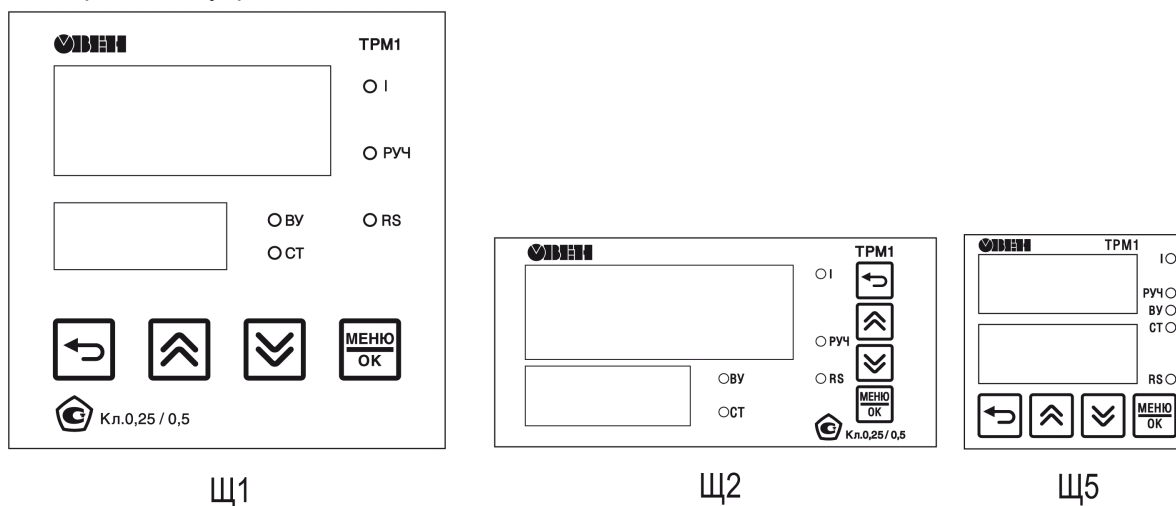 ОВЕН ТРМ1
I
РУЧ
ВУ RS
СТ
МЕНЮ
ОК
Кл.0,25 / 0,5
Щ1
ОВЕН ТРМ1
I
РУЧ
ВУ RS
МЕНЮ
ОК
СТ
Кл.0,25 / 0,5
Щ2
ОВЕН ТРМ1
I
РУЧ
ВУ
СТ
RS
МЕНЮ
ОК
Щ5